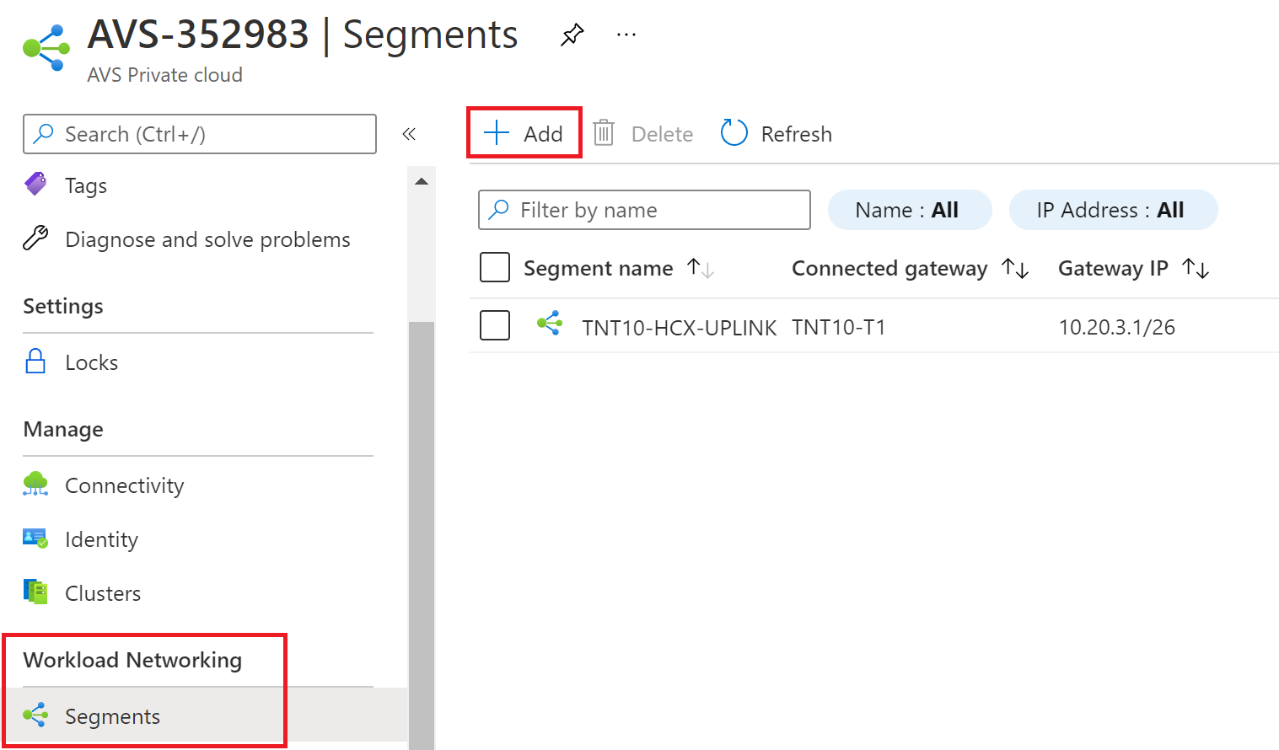 AVS-352983 | Segments ...
AVS Private cloud
Search (Ctrl+/)
«
Tags
Diagnose and solve problems
Settings
Locks
Manage
Connectivity
Identity
Clusters
Workload Networking
Segments
Add Delete Refresh
Filter by name Name : All IP Address : All
Segment name ↑↓ Connected gateway ↑↓ Gateway IP ↑↓
TNT10-HCX-UPLINK TNT10-T1 10.20.3.1/26